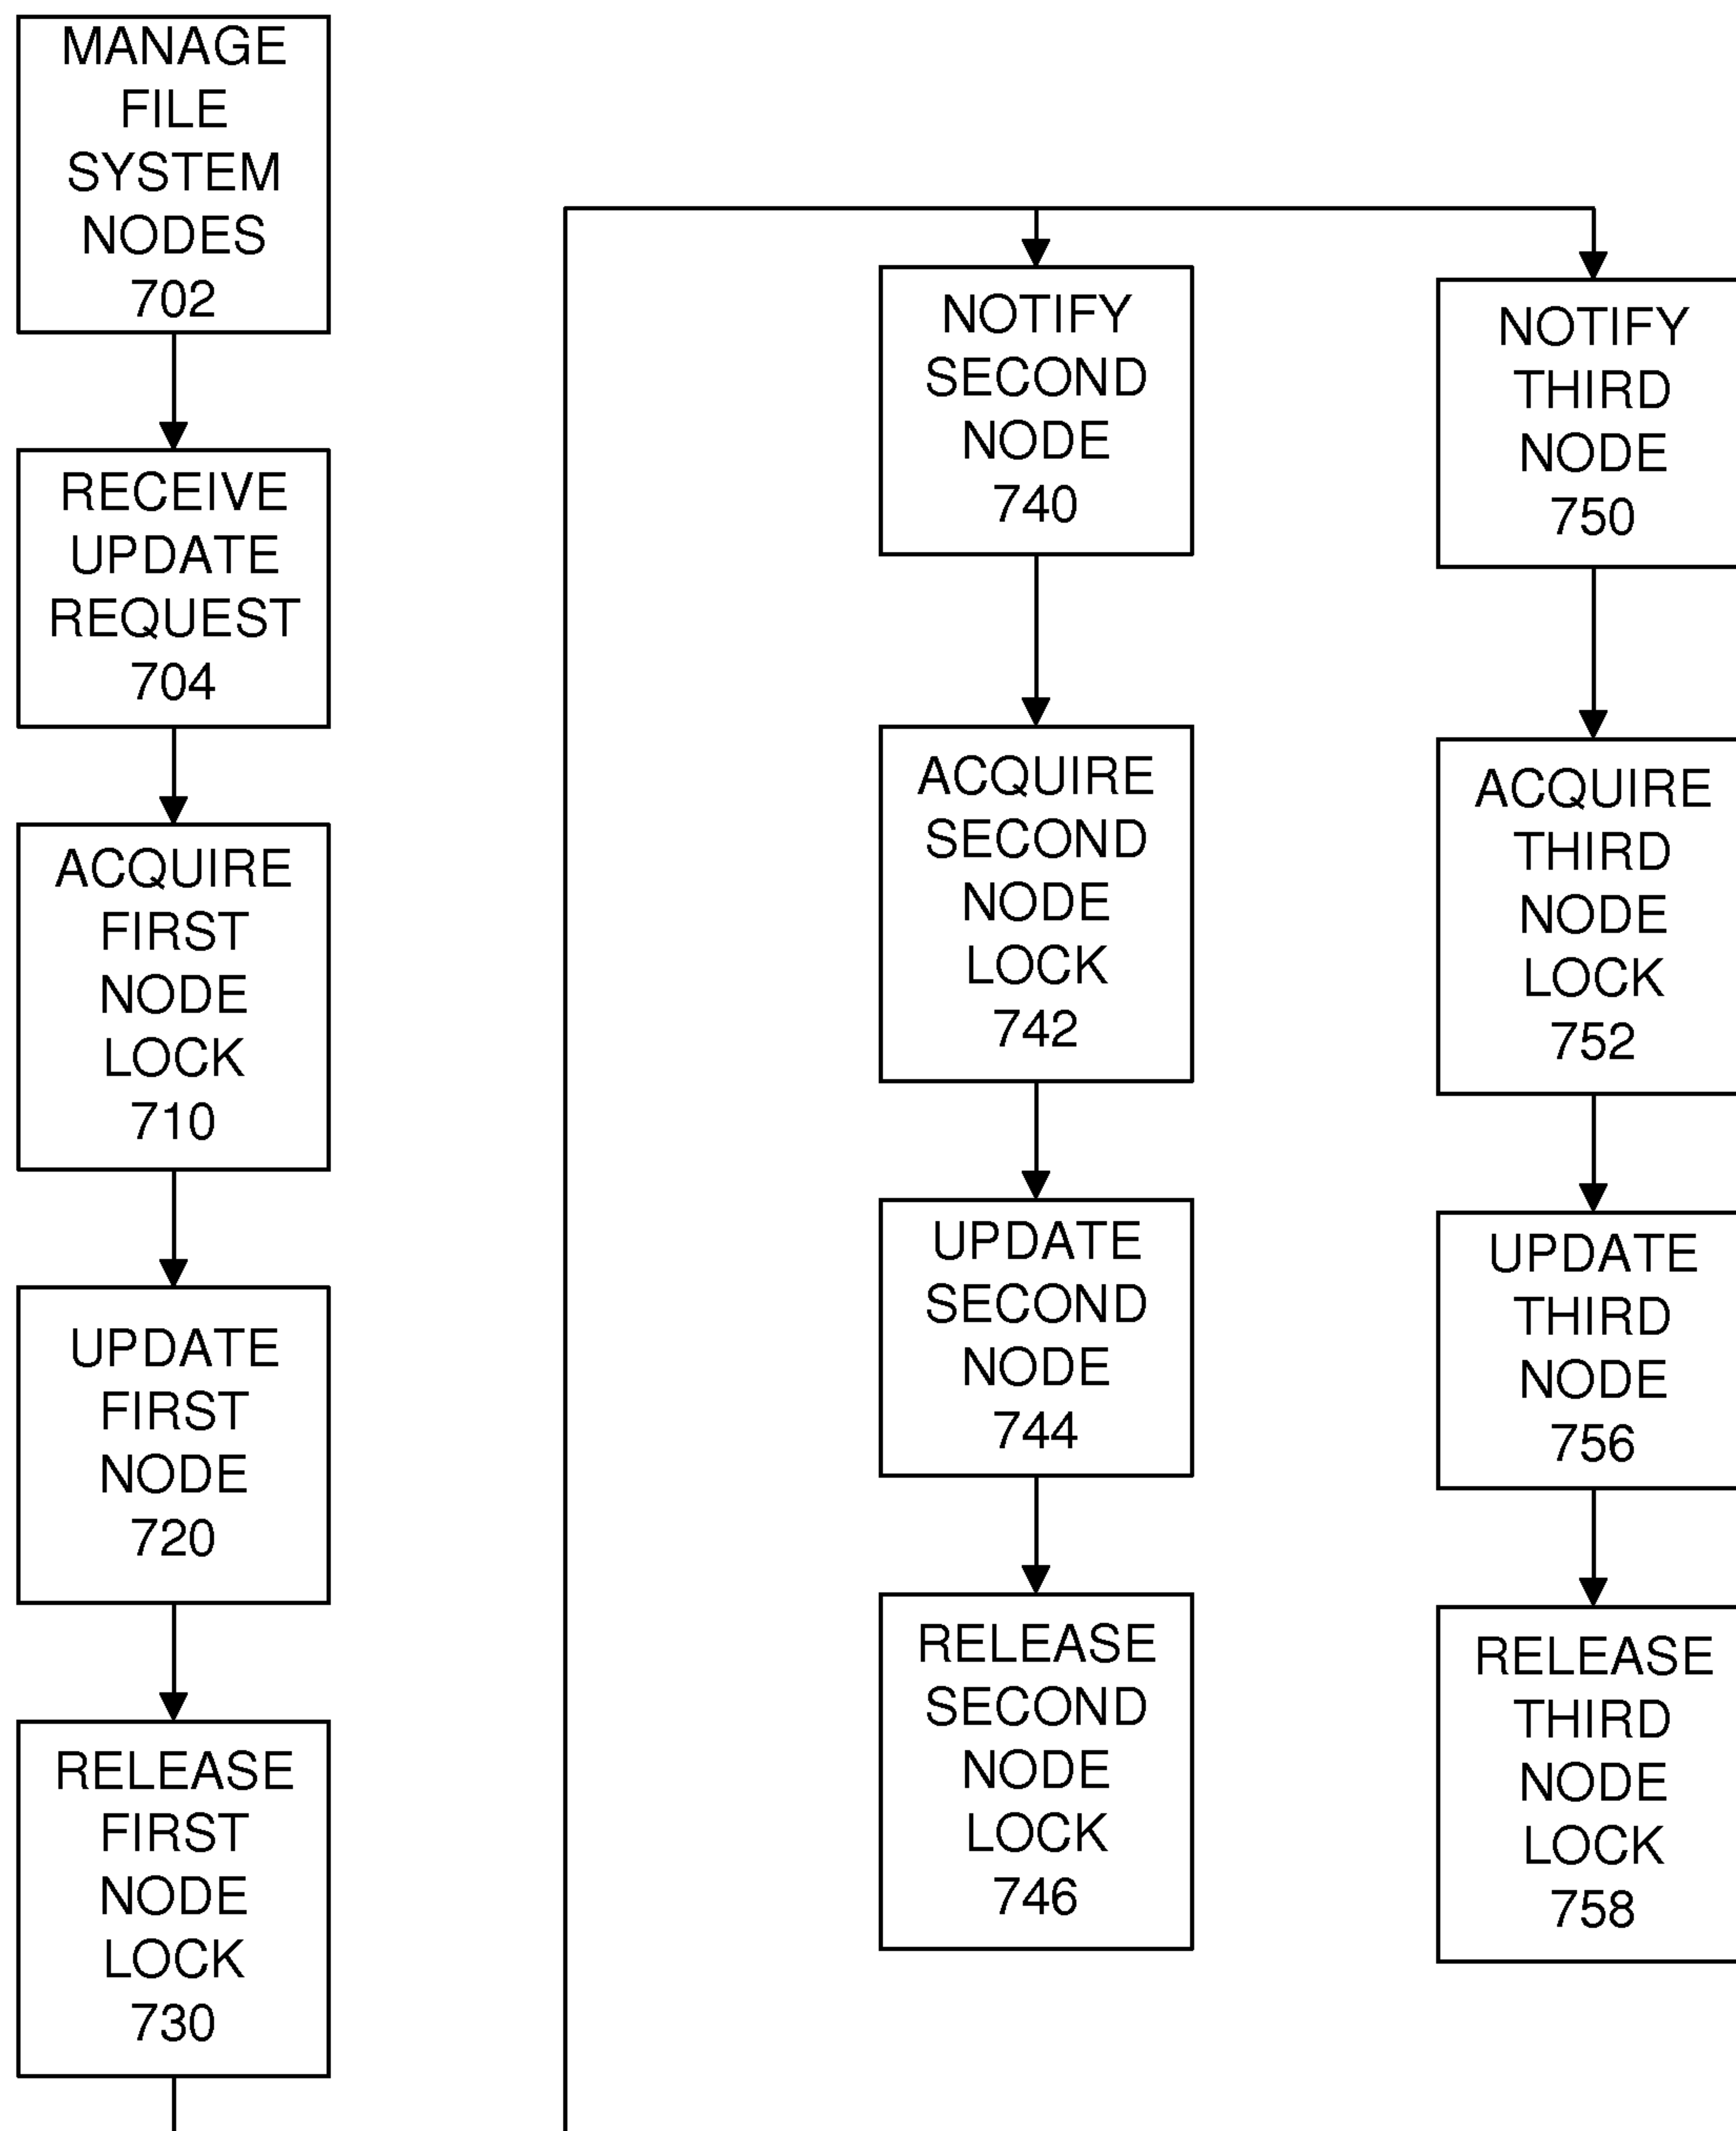 MANAGE
FILE
SYSTEM
NODES
702
RECEIVE
UPDATE
REQUEST
704
ACQUIRE
FIRST
NODE
LOCK
710
UPDATE
FIRST
NODE
720
RELEASE
FIRST
NODE
LOCK
730
NOTIFY
SECOND
NODE
740
ACQUIRE
SECOND
NODE
LOCK
742
UPDATE
SECOND
NODE
744
RELEASE
SECOND
NODE
LOCK
746
NOTIFY
THIRD
NODE
750
ACQUIRE
THIRD
NODE
LOCK
752
UPDATE
THIRD
NODE
756
RELEASE
THIRD
NODE
LOCK
758